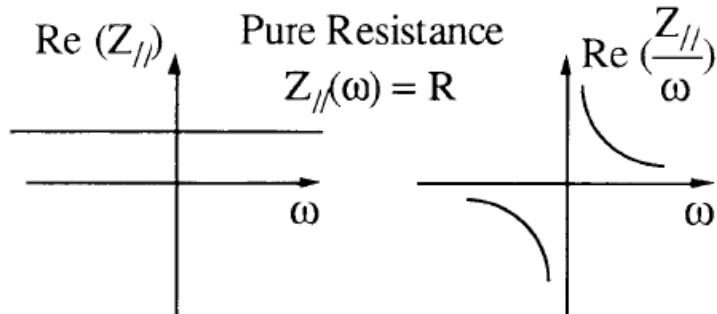 Re (Z//)
Pure Resistance
Z//(ω) = R
Re (Z///ω)
ω
ω